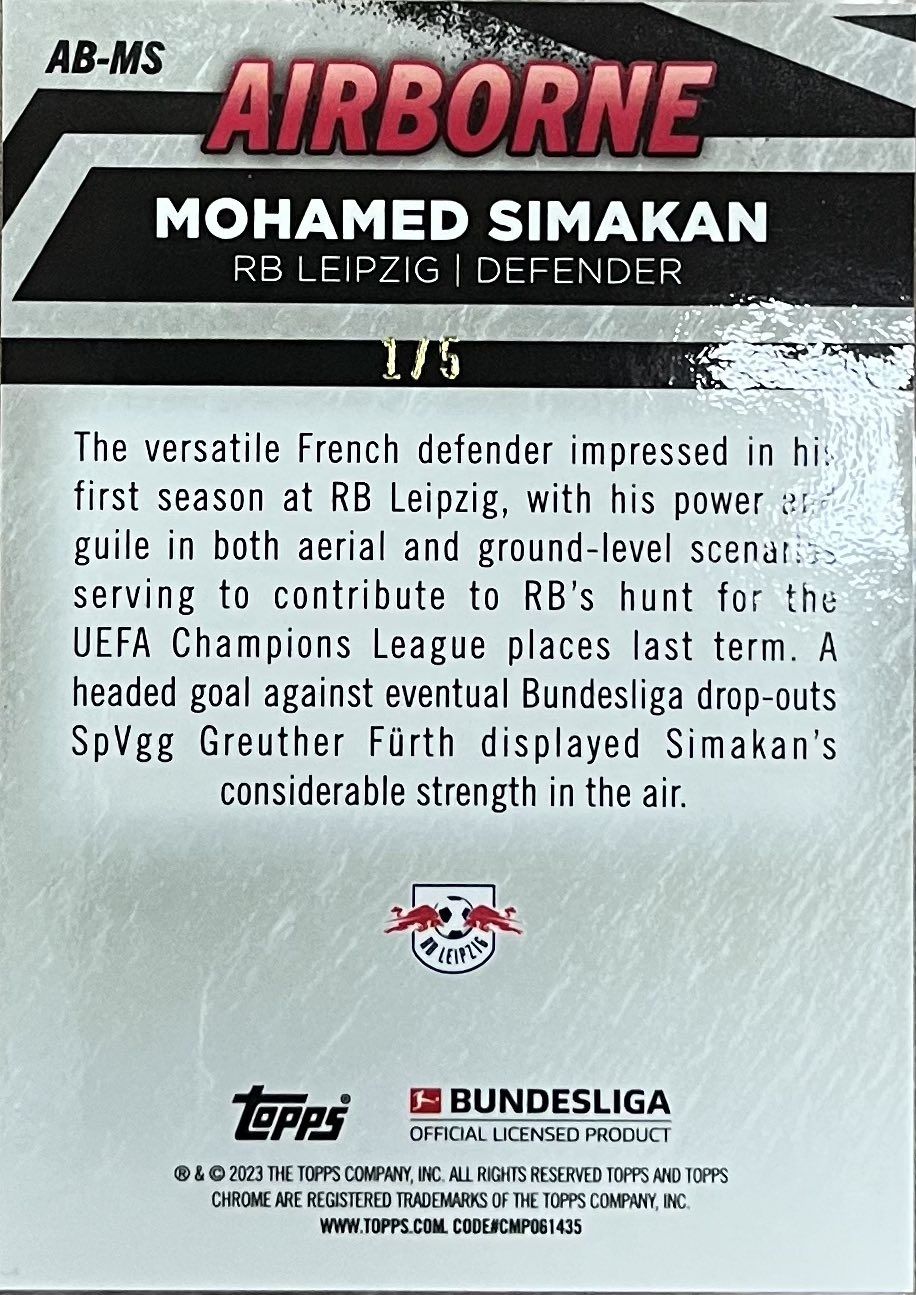 AB-MS
AIRBORNE
MOHAMED SIMAKAN
RB LEIPZIG | DEFENDER
1/5
The versatile French defender impressed in his
first season at RB Leipzig, with his power and
guile in both aerial and ground-level scenarios
serving to contribute to RB's hunt for the
UEFA Champions League places last term. A
headed goal against eventual Bundesliga drop-outs
SpVgg Greuther Fürth displayed Simakan's
considerable strength in the air.
RB LEIPZIG
Topps®
BUNDESLIGA
OFFICIAL LICENSED PRODUCT
® & © 2023 THE TOPPS COMPANY, INC. ALL RIGHTS RESERVED TOPPS AND TOPPS
CHROME ARE REGISTERED TRADEMARKS OF THE TOPPS COMPANY, INC.
WWW.TOPPS.COM. CODE#CMP061435